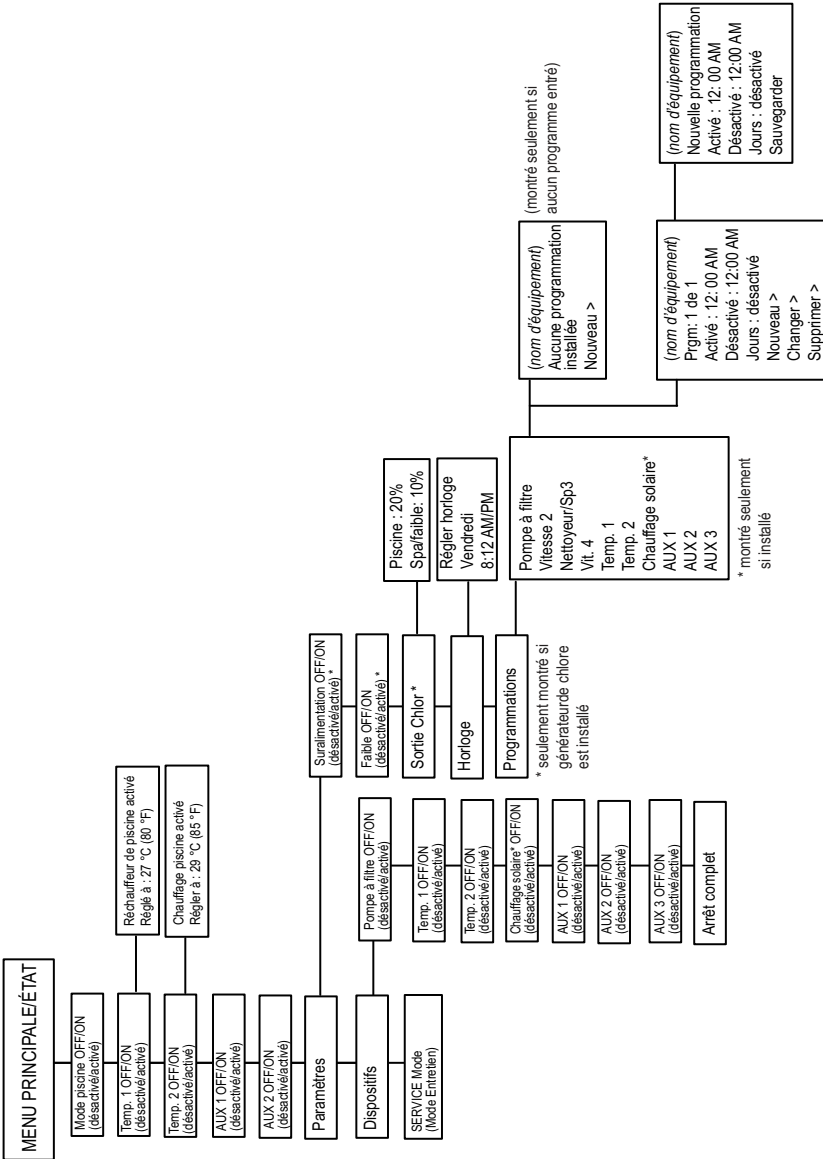 MENU PRINCIPALE/ÉTAT
Mode piscine OFF/ON
(désactivé/activé)
Temp. 1 OFF/ON
(désactivé/activé)
Réchauffeur de piscine activé
Réglé à : 27 °C (80 °F)
Temp. 2 OFF/ON
(désactivé/activé)
Chauffage piscine activé
Régler à : 29 °C (85 °F)
AUX 1 OFF/ON
(désactivé/activé)
AUX 2 OFF/ON
(désactivé/activé)
Paramètres
Dispositifs
SERVICE Mode
(Mode Entretien)
Pompe à filtre OFF/ON
(désactivé/activé)
Temp. 1 OFF/ON
(désactivé/activé)
Temp. 2 OFF/ON
(désactivé/activé)
Chauffage solaire* OFF/ON
(désactivé/activé)
AUX 1 OFF/ON
(désactivé/activé)
AUX 2 OFF/ON
(désactivé/activé)
AUX 3 OFF/ON
(désactivé/activé)
Arrêt complet
Suralimentation OFF/ON
(désactivé/activé) *
Faible OFF/ON
(désactivé/activé) *
Sortie Chlor *
Horloge
Programmations
* seulement montré si
générateurde chlore
est installé
Piscine : 20%
Spa/faible: 10%
Régler horloge
Vendredi
8:12 AM/PM
Pompe à filtre
Vitesse 2
Nettoyeur/Sp3
Vit. 4
Temp. 1
Temp. 2
Chauffage solaire*
AUX 1
AUX 2
AUX 3
* montré seulement
si installé
(nom d'équipement)
Aucune programmation
installée
Nouveau >
(montré seulement si
aucun programme entré)
(nom d'équipement)
Prgm: 1 de 1
Activé : 12: 00 AM
Désactivé : 12:00 AM
Jours : désactivé
Nouveau >
Changer >
Supprimer >
(nom d'équipement)
Nouvelle programmation
Activé : 12: 00 AM
Désactivé : 12:00 AM
Jours : désactivé
Sauvegarder